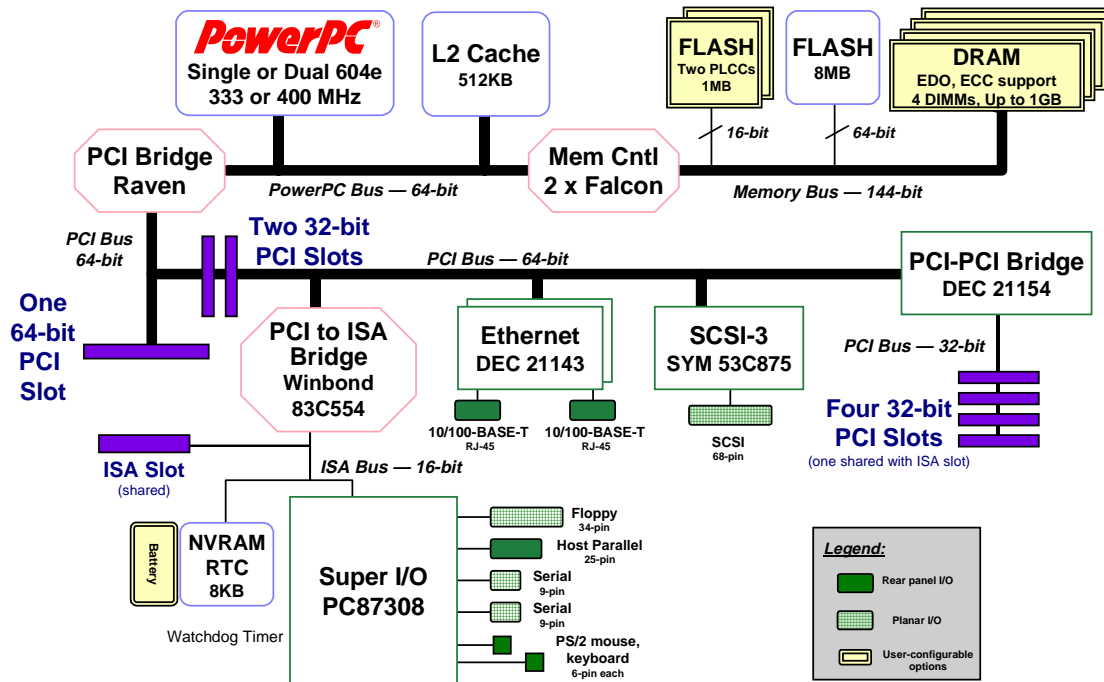 PowerPC
Single or Dual 604e
333 or 400 MHz
L2 Cache
512KB
FLASH
Two PLCCs
1MB
FLASH
8MB
DRAM
EDO, ECC support
4 DIMMs, Up to 1GB
16-bit
64-bit
PCI Bridge
Raven
PowerPC Bus — 64-bit
Mem Cntl
2 x Falcon
Memory Bus — 144-bit
PCI Bus
64-bit
Two 32-bit
PCI Slots
PCI Bus — 64-bit
PCI-PCI Bridge
DEC 21154
One
64-bit
PCI
Slot
PCI to ISA
Bridge
Winbond
83C554
Ethernet
DEC 21143
SCSI-3
SYM 53C875
PCI Bus — 32-bit
10/100-BASE-T
RJ-45
10/100-BASE-T
RJ-45
SCSI
68-pin
Four 32-bit
PCI Slots
(one shared with ISA slot)
ISA Slot
(shared)
ISA Bus — 16-bit
Battery
NVRAM
RTC
8KB
Watchdog Timer
Super I/O
PC87308
Floppy
34-pin
Host Parallel
25-pin
Serial
9-pin
Serial
9-pin
PS/2 mouse,
keyboard
6-pin each
Legend:
Rear panel I/O
Planar I/O
User-configurable
options